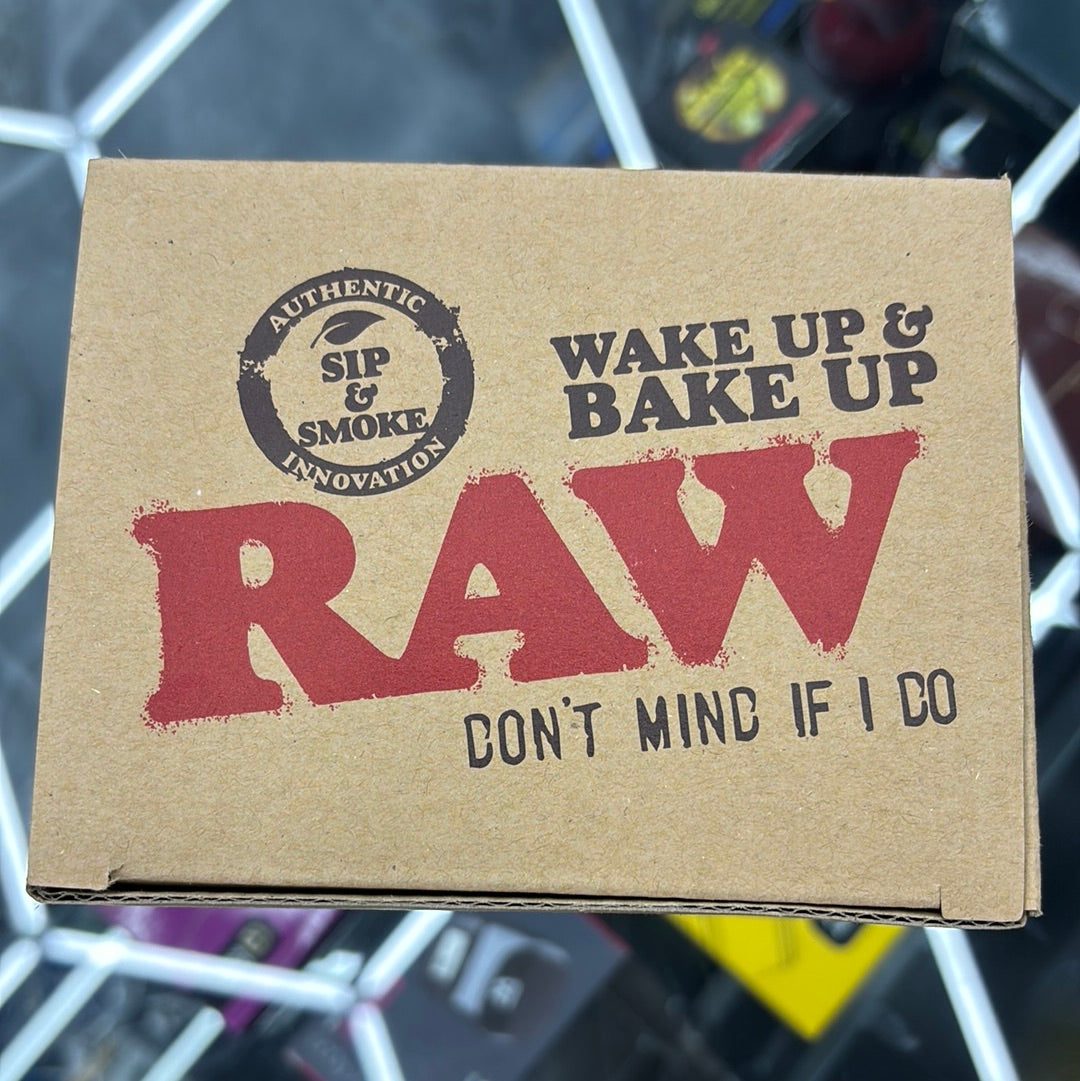 AUTHENTIC
SIP
&
SMOKE
INNOVATION
WAKE UP &
BAKE UP
RAW
DON'T MIND IF I DO